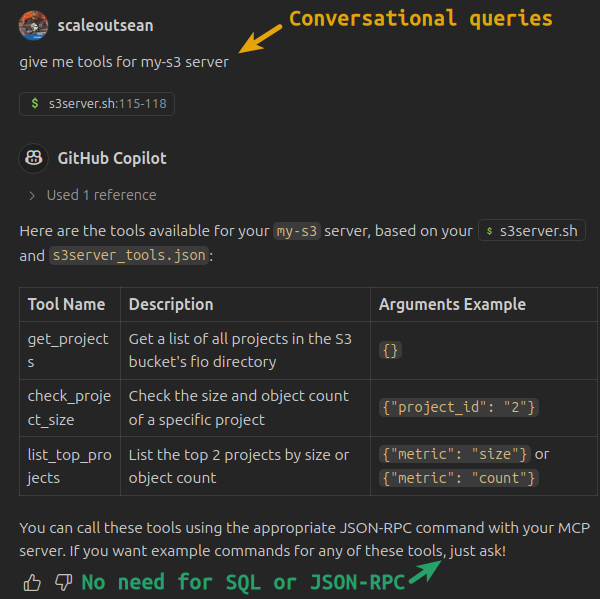 Conversational queries
scaleoutsean
give me tools for my-s3 server
$ s3server.sh:115-118
GitHub Copilot
> Used 1 reference
Here are the tools available for your my-s3 server, based on your $ s3server.sh
and s3server_tools.json:
Tool Name Description Arguments Example
get_project
s
Get a list of all projects in the S3
bucket's fio directory
{}
check_proje
ct_size
Check the size and object count
of a specific project
{"project_id": "2"}
list_top_pro
jects
List the top 2 projects by size or
object count
{"metric": "size"} or
{"metric": "count"}
You can call these tools using the appropriate JSON-RPC command with your MCP
server. If you want example commands for any of these tools, just ask!
No need for SQL or JSON-RPC